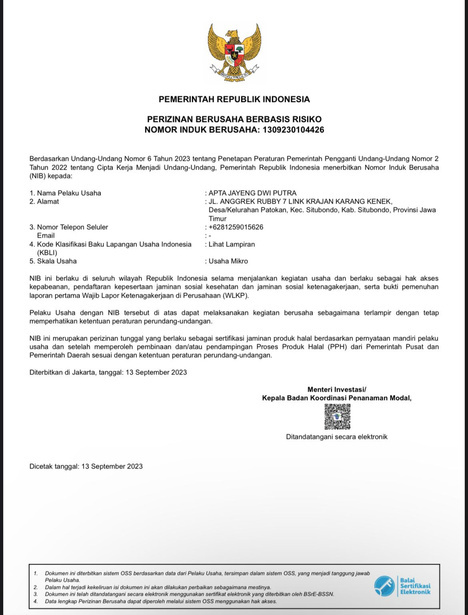 PEMERINTAH REPUBLIK INDONESIA
PERIZINAN BERUSAHA BERBASIS RISIKO
NOMOR INDUK BERUSAHA: 1309230104426
Berdasarkan Undang-Undang Nomor 6 Tahun 2023 tentang Penetapan Peraturan Pemerintah Pengganti Undang-Undang Nomor 2
Tahun 2022 tentang Cipta Kerja Menjadi Undang-Undang, Pemerintah Republik Indonesia menerbitkan Nomor Induk Berusaha
(NIB) kepada:
1. Nama Pelaku Usaha : APTA JAYENG DWI PUTRA
2. Alamat : JL. ANGGREK RUBBY 7 LINK KRAJAN KARANG KENEK,
Desa/Kelurahan Patokan, Kec. Situbondo, Kab. Situbondo, Provinsi Jawa
Timur
3. Nomor Telepon Seluler : +6281259015626
Email : -
4. Kode Klasifikasi Baku Lapangan Usaha Indonesia : Lihat Lampiran
(KBLI)
5. Skala Usaha : Usaha Mikro
NIB ini berlaku di seluruh wilayah Republik Indonesia selama menjalankan kegiatan usaha dan berlaku sebagai hak akses
kepabeanan, pendaftaran kepesertaan jaminan sosial kesehatan dan jaminan sosial ketenagakerjaan, serta bukti pemenuhan
laporan pertama Wajib Lapor Ketenagakerjaan di Perusahaan (WLKP).
Pelaku Usaha dengan NIB tersebut di atas dapat melaksanakan kegiatan berusaha sebagaimana terlampir dengan tetap
memperhatikan ketentuan peraturan perundang-undangan.
NIB ini merupakan perizinan tunggal yang berlaku sebagai sertifikasi jaminan produk halal berdasarkan pernyataan mandiri pelaku
usaha dan setelah memperoleh pembinaan dan/atau pendampingan Proses Produk Halal (PPH) dari Pemerintah Pusat dan
Pemerintah Daerah sesuai dengan ketentuan peraturan perundang-undangan.
Diterbitkan di Jakarta, tanggal: 13 September 2023
Menteri Investasi/
Kepala Badan Koordinasi Penanaman Modal,
Ditandatangani secara elektronik
Dicetak tanggal: 13 September 2023
1. Dokumen ini diterbitkan sistem OSS berdasarkan data dari Pelaku Usaha, tersimpan dalam sistem OSS, yang menjadi tanggung jawab
Pelaku Usaha.
2. Dalam hal terjadi kekeliruan isi dokumen ini akan dilakukan perbaikan sebagaimana mestinya.
3. Dokumen ini telah ditandatangani secara elektronik menggunakan sertifikat elektronik yang diterbitkan oleh BSrE-BSSN.
4. Data lengkap Perizinan Berusaha dapat diperoleh melalui sistem OSS menggunakan hak akses.
Balai
Sertifikasi
Elektronik